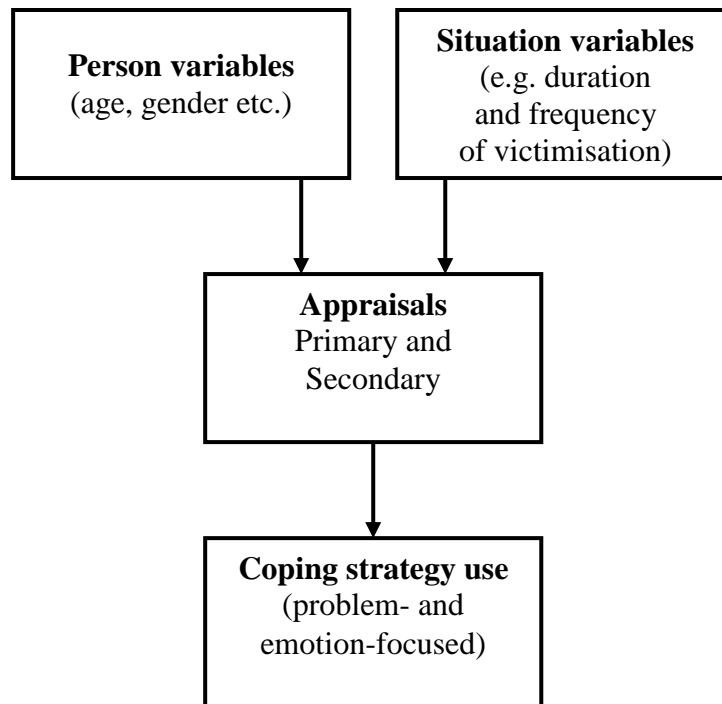 Person variables
(age, gender etc.)
Situation variables
(e.g. duration
and frequency
of victimisation)
Appraisals
Primary and
Secondary
Coping strategy use
(problem- and
emotion-focused)